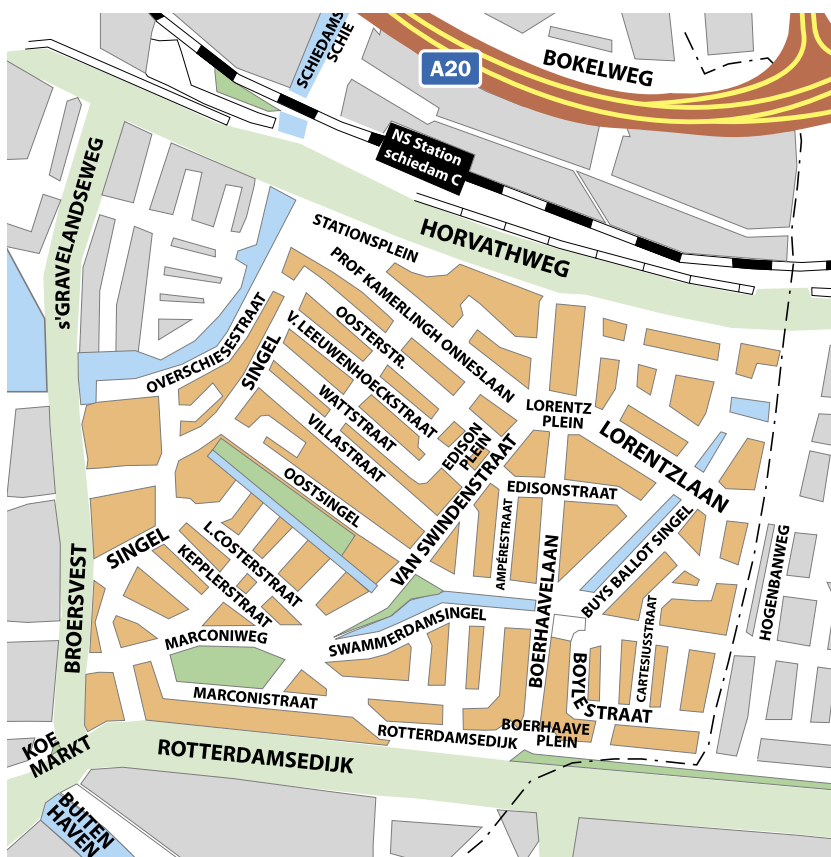 SCHIEDAMSE
SCHIE
A20
BOKELWEG
NS Station
schiedam C
s'GRAVELANDSEWEG
STATIONSPLEIN
HORVATHWEG
PROF KAMERLINGH ONNESLAAN
OVERSCHIESESTRAAT
SINGEL
OOSTERSTR.
V. LEEUWENHOECKSTRAAT
WATTSTRAAT
VILLASTRAAT
EDISON
PLEIN
LORENTZ
PLEIN
LORENTZLAAN
OOSTSINGEL
VAN SWINDENSTRAAT
EDISONSTRAAT
AMPÈRESTRAAT
BOERHAAVELAAN
BUYS BALLOT SINGEL
HOGENBANWEG
BROERSVEST
SINGEL
L.COSTERSTRAAT
KEPPLERSTRAAT
MARCONIWEG
SWAMMERDAMSINGEL
CARTESIUSSTRAAT
BOYLE
STRAAT
MARCONISTRAAT
ROTTERDAMSEDIJK
BOERHAAVE
PLEIN
KOE
MARKT
ROTTERDAMSEDIJK
BUITEN
HAVEN